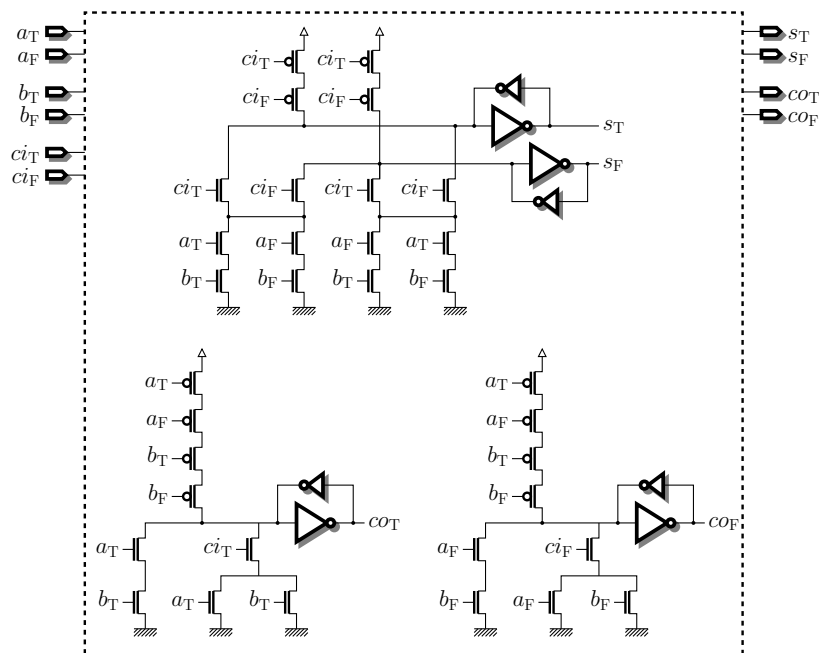 a_T
a_F
b_T
b_F
ci_T
ci_F
s_T
s_F
co_T
co_F
ci_T ci_T
ci_F ci_F
s_T
s_F
ci_T ci_F ci_T ci_F
a_T a_F a_F a_T
b_T b_F b_T b_F
a_T a_T
a_F a_F
b_T b_T
b_F b_F
co_T co_F
a_T ci_T a_F ci_F
b_T a_T b_T b_F a_F b_F